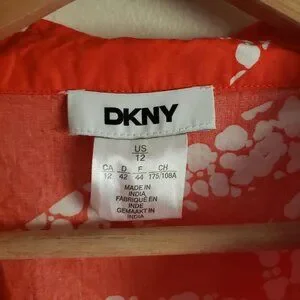 DKNY
US
12
CA D F CH
12 42 44 175/108A
MADE IN
INDIA
FABRIQUÉ EN
INDE
GEMAAKT IN
INDIA